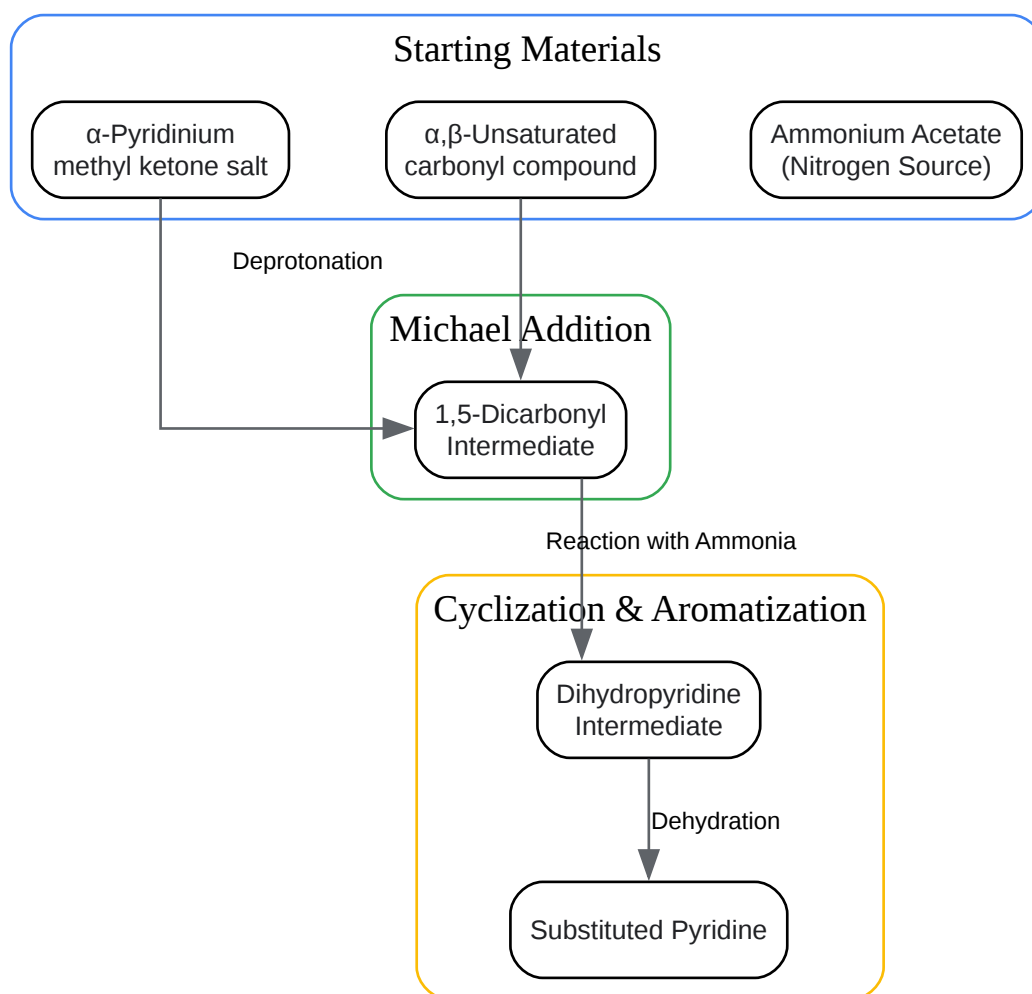 Starting Materials
α-Pyridinium
methyl ketone salt
α,β-Unsaturated
carbonyl compound
Ammonium Acetate
(Nitrogen Source)
Deprotonation
Michael Addition
1,5-Dicarbonyl
Intermediate
Reaction with Ammonia
Cyclization & Aromatization
Dihydropyridine
Intermediate
Dehydration
Substituted Pyridine